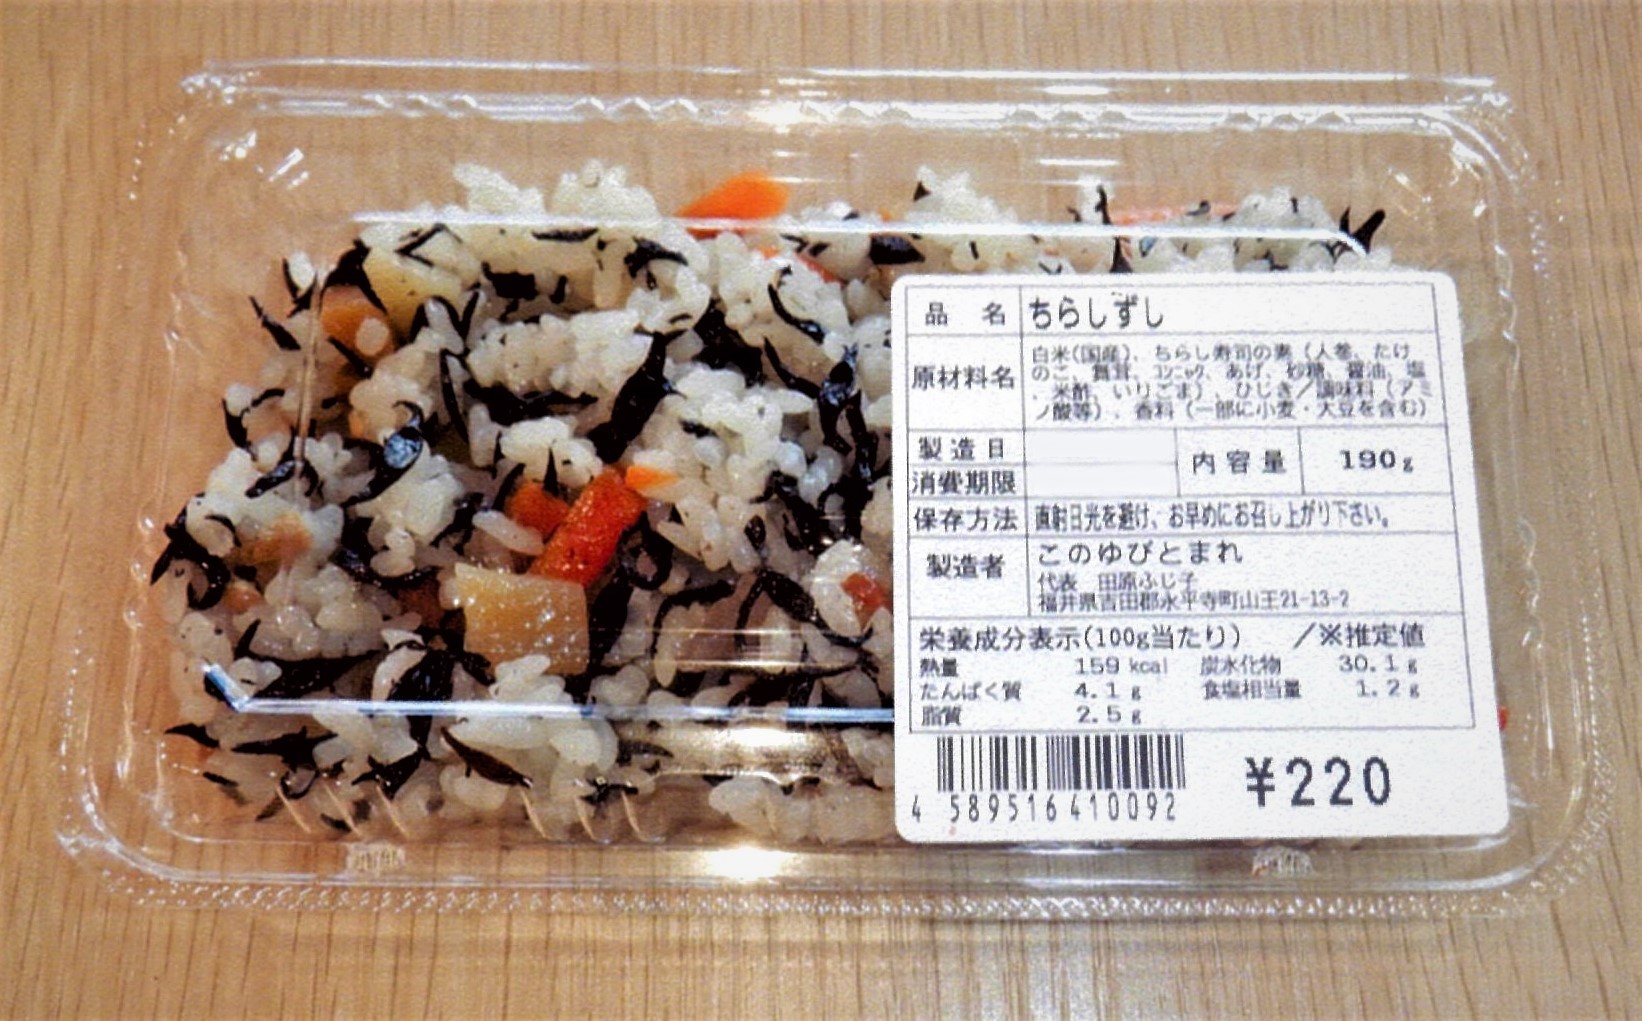 品 名 ちらしずし
原材料名
白米(国産)、ちらし寿司の素(人参、たけ
のこ、舞茸、コンニャク、あげ、砂糖、醤油、塩
、米酢、いりごま)、ひじき/調味料(アミ
ノ酸等)、香料(一部に小麦・大豆を含む)
製造日
消費期限
内容量 190g
保存方法 直射日光を避け、お早めにお召し上がり下さい。
製造者 このゆびとまれ
代表 田原ふじ子
福井県吉田郡永平寺町山王21-13-2
栄養成分表示(100g当たり) /※推定値
熱量 159kcal 炭水化物 30.1g
たんぱく質 4.1g 食塩相当量 1.2g
脂質 2.5g
4 589516 410092
¥220